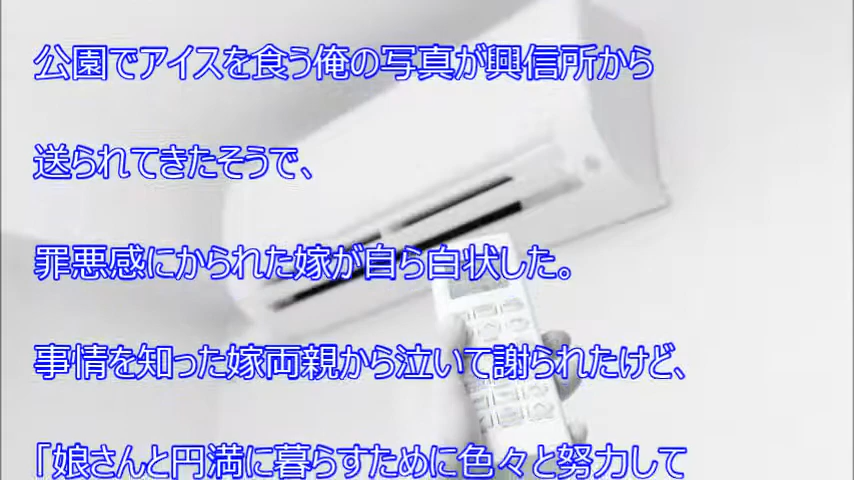 公園でアイスを食う俺の写真が興信所から
送られてきたそうで、
罪悪感にかられた嫁が自ら白状した。
事情を知った嫁両親から泣いて謝られたけど、
「娘さんと円満に暮らすために色々と努力して